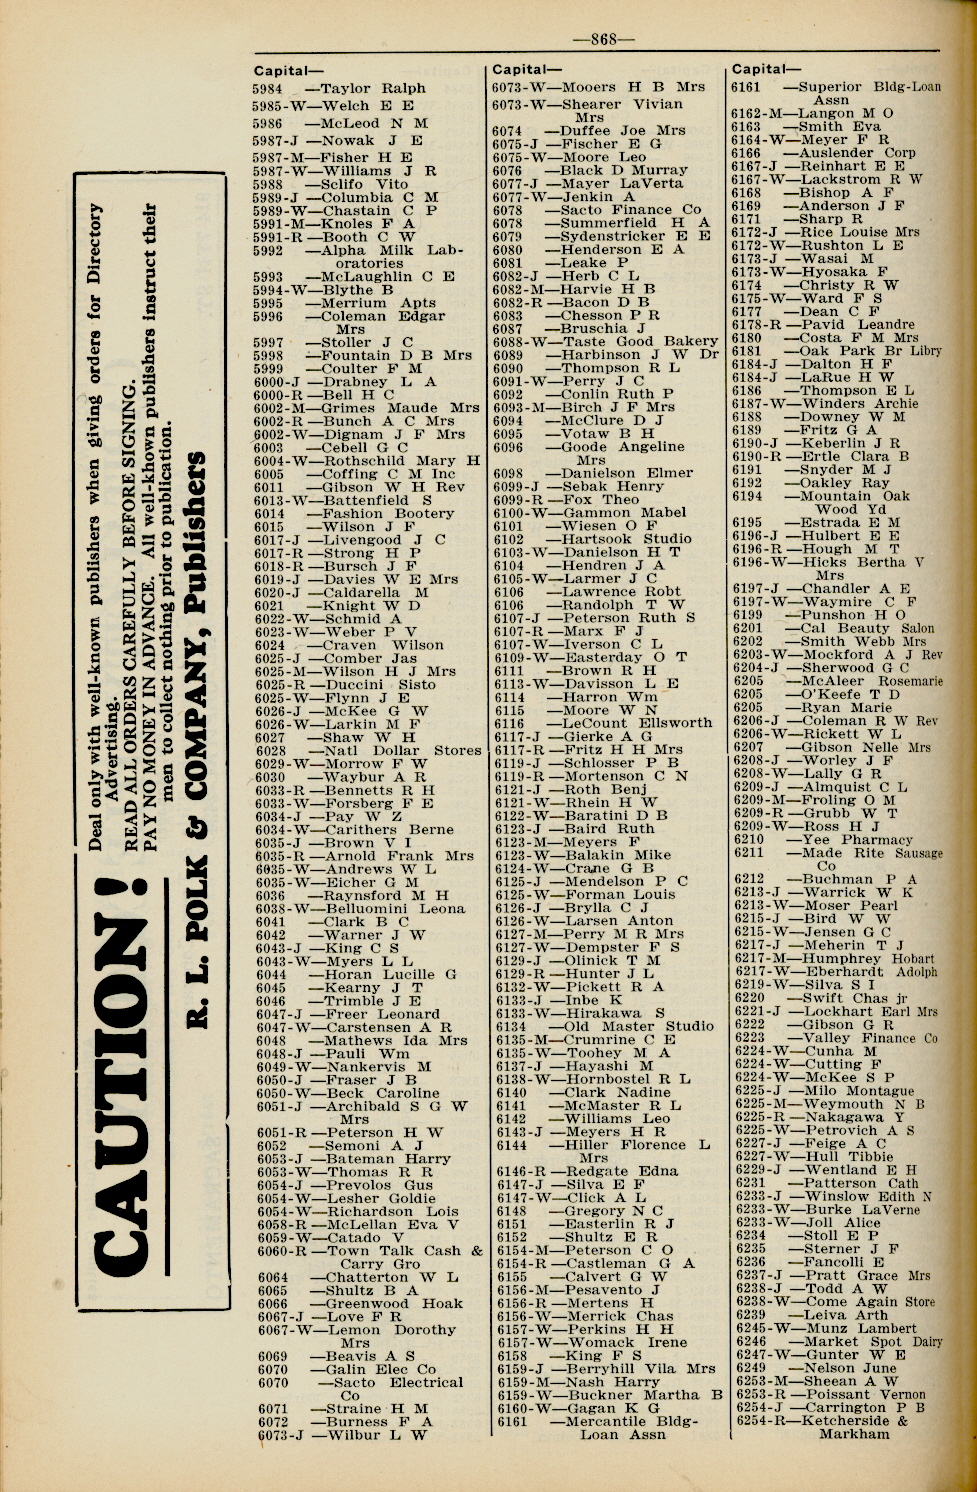 —868—
CAUTION!
Deal only with well-known publishers when giving orders for Directory
Advertising.
READ ALL ORDERS CAREFULLY BEFORE SIGNING.
PAY NO MONEY IN ADVANCE. All well-known publishers instruct their
men to collect nothing prior to publication.
R. L. POLK & COMPANY, Publishers
Capital—
5984 —Taylor Ralph
5985-W—Welch E E
5986 —McLeod N M
5987-J —Nowak J E
5987-M—Fisher H E
5987-W—Williams J R
5988 —Sclifo Vito
5989-J —Columbia C M
5989-W—Chastain C P
5991-M—Knoles F A
5991-R —Booth C W
5992 —Alpha Milk Lab-
oratories
5993 —McLaughlin C E
5994-W—Blythe B
5995 —Merrium Apts
5996 —Coleman Edgar
Mrs
5997 —Stoller J C
5998 —Fountain D B Mrs
5999 —Coulter F M
6000-J —Drabney L A
6000-R —Bell H C
6002-M—Grimes Maude Mrs
6002-R —Bunch A C Mrs
6002-W—Dignam J F Mrs
6003 —Cebell G C
6004-W—Rothschild Mary H
6005 —Coffing C M Inc
6011 —Gibson W H Rev
6013-W—Battenfield S
6014 —Fashion Bootery
6015 —Wilson J F
6017-J —Livengood J C
6017-R —Strong H P
6018-R —Bursch J F
6019-J —Davies W E Mrs
6020-J —Caldarella M
6021 —Knight W D
6022-W—Schmid A
6023-W—Weber P V
6024 —Craven Wilson
6025-J —Comber Jas
6025-M—Wilson H J Mrs
6025-R —Duccini Sisto
6025-W—Flynn J E
6026-J —McKee G W
6026-W—Larkin M F
6027 —Shaw W H
6028 —Natl Dollar Stores
6029-W—Morrow F W
6030 —Waybur A R
6033-R —Bennetts R H
6033-W—Forsberg F E
6034-J —Pay W Z
6034-W—Carithers Berne
6035-J —Brown V I
6035-R —Arnold Frank Mrs
6035-W—Andrews W L
6035-W—Eicher G M
6036 —Raynsford M H
6038-W—Belluomini Leona
6041 —Clark B C
6042 —Warner J W
6043-J —King C S
6043-W—Myers L L
6044 —Horan Lucille G
6045 —Kearny J T
6046 —Trimble J E
6047-J —Freer Leonard
6047-W—Carstensen A R
6048 —Mathews Ida Mrs
6048-J —Pauli Wm
6049-W—Nankervis M
6050-J —Fraser J B
6050-W—Beck Caroline
6051-J —Archibald S G W
Mrs
6051-R —Peterson H W
6052 —Semoni A J
6053-J —Bateman Harry
6053-W—Thomas R R
6054-J —Prevolos Gus
6054-W—Lesher Goldie
6054-W—Richardson Lois
6058-R —McLellan Eva V
6059-W—Catado V
6060-R —Town Talk Cash &
Carry Gro
6064 —Chatterton W L
6065 —Shultz B A
6066 —Greenwood Hoak
6067-J —Love F R
6067-W—Lemon Dorothy
Mrs
6069 —Beavis A S
6070 —Galin Elec Co
6070 —Sacto Electrical
Co
6071 —Straine H M
6072 —Burness F A
6073-J —Wilbur L W
Capital—
6073-W—Mooers H B Mrs
6073-W—Shearer Vivian
Mrs
6074 —Duffee Joe Mrs
6075-J —Fischer E G
6075-W—Moore Leo
6076 —Black D Murray
6077-J —Mayer LaVerta
6077-W—Jenkin A
6078 —Sacto Finance Co
6078 —Summerfield H A
6079 —Sydenstricker E E
6080 —Henderson E A
6081 —Leake P
6082-J —Herb C L
6082-M—Harvie H B
6082-R —Bacon D B
6083 —Chesson P R
6087 —Bruschia J
6088-W—Taste Good Bakery
6089 —Harbinson J W Dr
6090 —Thompson R L
6091-W—Perry J C
6092 —Conlin Ruth P
6093-M—Birch J F Mrs
6094 —McClure D J
6095 —Votaw B H
6096 —Goode Angeline
Mrs
6098 —Danielson Elmer
6099-J —Sebak Henry
6099-R —Fox Theo
6100-W—Gammon Mabel
6101 —Wiesen O F
6102 —Hartsook Studio
6103-W—Danielson H T
6104 —Hendren J A
6105-W—Larmer J C
6106 —Lawrence Robt
6106 —Randolph T W
6107-J —Peterson Ruth S
6107-R —Marx F J
6107-W—Iverson C L
6109-W—Easterday O T
6111 —Brown R H
6113-W—Davisson L E
6114 —Harron Wm
6115 —Moore W N
6116 —LeCount Ellsworth
6117-J —Gierke A G
6117-R —Fritz H H Mrs
6119-J —Schlosser P B
6119-R —Mortenson C N
6121-J —Roth Benj
6121-W—Rhein H W
6122-W—Baratini D B
6123-J —Baird Ruth
6123-M—Meyers F
6123-W—Balakin Mike
6124-W—Crane G B
6125-J —Mendelson P C
6125-W—Forman Louis
6126-J —Brylla C J
6126-W—Larsen Anton
6127-M—Perry M R Mrs
6127-W—Dempster F S
6129-J —Olinick T M
6129-R —Hunter J L
6132-W—Pickett R A
6133-J —Inbe K
6133-W—Hirakawa S
6134 —Old Master Studio
6135-M—Crumrine C E
6135-W—Toohey M A
6137-J —Hayashi M
6138-W—Hornbostel R L
6140 —Clark Nadine
6141 —McMaster R L
6142 —Williams Leo
6143-J —Meyers H R
6144 —Hiller Florence L
Mrs
6146-R —Redgate Edna
6147-J —Silva E F
6147-W—Click A L
6148 —Gregory N C
6151 —Easterlin R J
6152 —Shultz E R
6154-M—Peterson C O
6154-R —Castleman G A
6155 —Calvert G W
6156-M—Pesavento J
6156-R —Mertens H
6156-W—Merrick Chas
6157-W—Perkins H H
6157-W—Womack Irene
6158 —King F S
6159-J —Berryhill Vila Mrs
6159-M—Nash Harry
6159-W—Buckner Martha B
6160-W—Gagan K G
6161 —Mercantile Bldg-
Loan Assn
Capital—
6161 —Superior Bldg-Loan
Assn
6162-M—Langon M O
6163 —Smith Eva
6164-W—Meyer F R
6166 —Auslender Corp
6167-J —Reinhart E E
6167-W—Lackstrom R W
6168 —Bishop A F
6169 —Anderson J F
6171 —Sharp R
6172-J —Rice Louise Mrs
6172-W—Rushton L E
6173-J —Wasai M
6173-W—Hyosaka F
6174 —Christy R W
6175-W—Ward F S
6177 —Dean C F
6178-R —Pavid Leandre
6180 —Costa F M Mrs
6181 —Oak Park Br Libry
6184-J —Dalton H F
6184-J —LaRue H W
6186 —Thompson E L
6187-W—Winders Archie
6188 —Downey W M
6189 —Fritz G A
6190-J —Keberlin J R
6190-R —Ertle Clara B
6191 —Snyder M J
6192 —Oakley Ray
6194 —Mountain Oak
Wood Yd
6195 —Estrada E M
6196-J —Hulbert E E
6196-R —Hough M T
6196-W—Hicks Bertha V
Mrs
6197-J —Chandler A E
6197-W—Waymire C F
6199 —Punshon H O
6201 —Cal Beauty Salon
6202 —Smith Webb Mrs
6203-W—Mockford A J Rev
6204-J —Sherwood G C
6205 —McAleer Rosemarie
6205 —O'Keefe T D
6205 —Ryan Marie
6206-J —Coleman R W Rev
6206-W—Rickett W L
6207 —Gibson Nelle Mrs
6208-J —Worley J F
6208-W—Lally G R
6209-J —Almquist C L
6209-M—Froling O M
6209-R —Grubb W T
6209-W—Ross H J
6210 —Yee Pharmacy
6211 —Made Rite Sausage
Co
6212 —Buchman P A
6213-J —Warrick W K
6213-W—Moser Pearl
6215-J —Bird W W
6215-W—Jensen G C
6217-J —Meherin T J
6217-M—Humphrey Hobart
6217-W—Eberhardt Adolph
6219-W—Silva S I
6220 —Swift Chas jr
6221-J —Lockhart Earl Mrs
6222 —Gibson G R
6223 —Valley Finance Co
6224-W—Cunha M
6224-W—Cutting F
6224-W—McKee S P
6225-J —Milo Montague
6225-M—Weymouth N B
6225-R —Nakagawa Y
6225-W—Petrovich A S
6227-J —Feige A C
6227-W—Hull Tibbie
6229-J —Wentland E H
6231 —Patterson Cath
6233-J —Winslow Edith N
6233-W—Burke LaVerne
6233-W—Joll Alice
6234 —Stoll E P
6235 —Sterner J F
6236 —Fancolli E
6237-J —Pratt Grace Mrs
6238-J —Todd A W
6238-W—Come Again Store
6239 —Leiva Arth
6245-W—Munz Lambert
6246 —Market Spot Dairy
6247-W—Gunter W E
6249 —Nelson June
6253-M—Sheean A W
6253-R —Poissant Vernon
6254-J —Carrington P B
6254-R—Ketcherside &
Markham